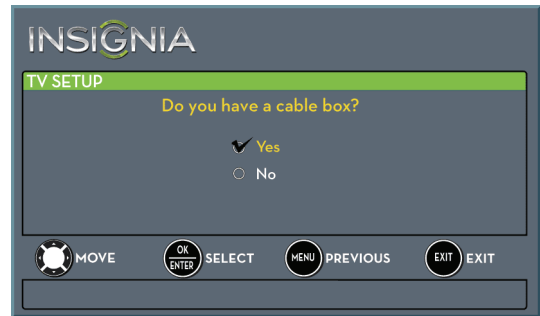 INSIGNIA
TV SETUP
Do you have a cable box?
Yes
No
MOVE OK ENTER SELECT MENU PREVIOUS EXIT EXIT